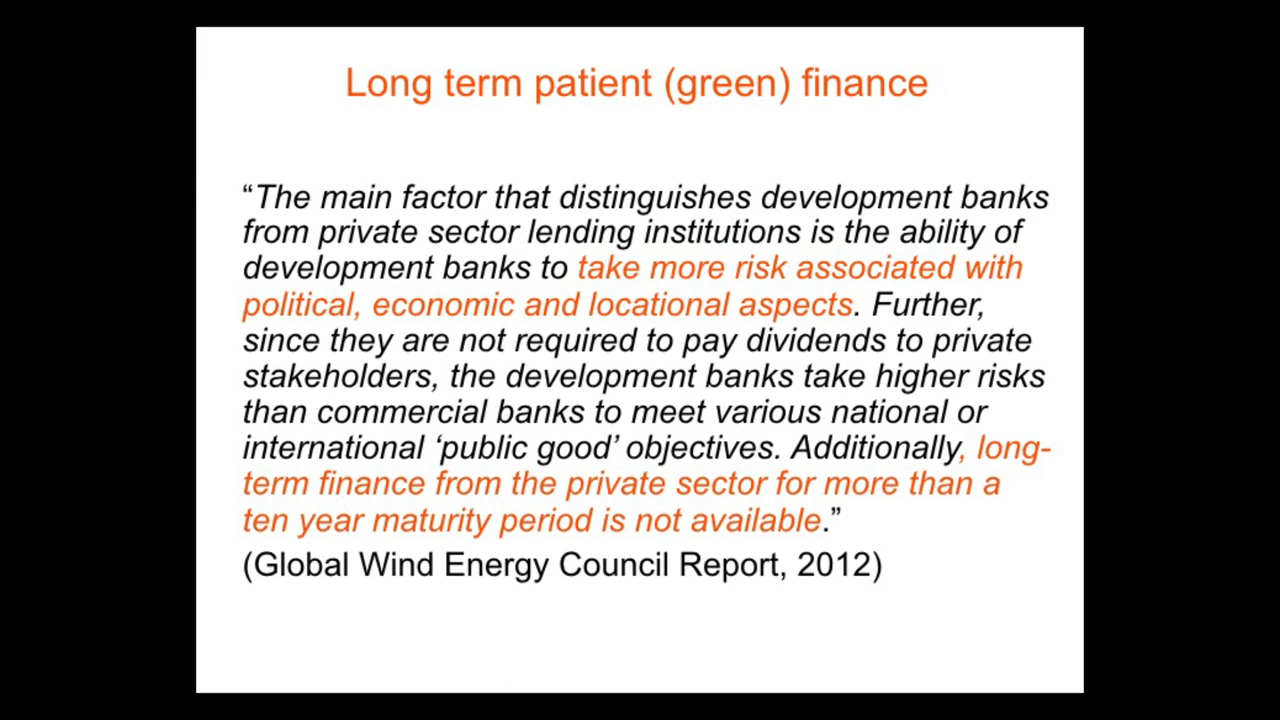 Long term patient (green) finance
“The main factor that distinguishes development banks
from private sector lending institutions is the ability of
development banks to take more risk associated with
political, economic and locational aspects. Further,
since they are not required to pay dividends to private
stakeholders, the development banks take higher risks
than commercial banks to meet various national or
international ‘public good’ objectives. Additionally, long-
term finance from the private sector for more than a
ten year maturity period is not available.”
(Global Wind Energy Council Report, 2012)